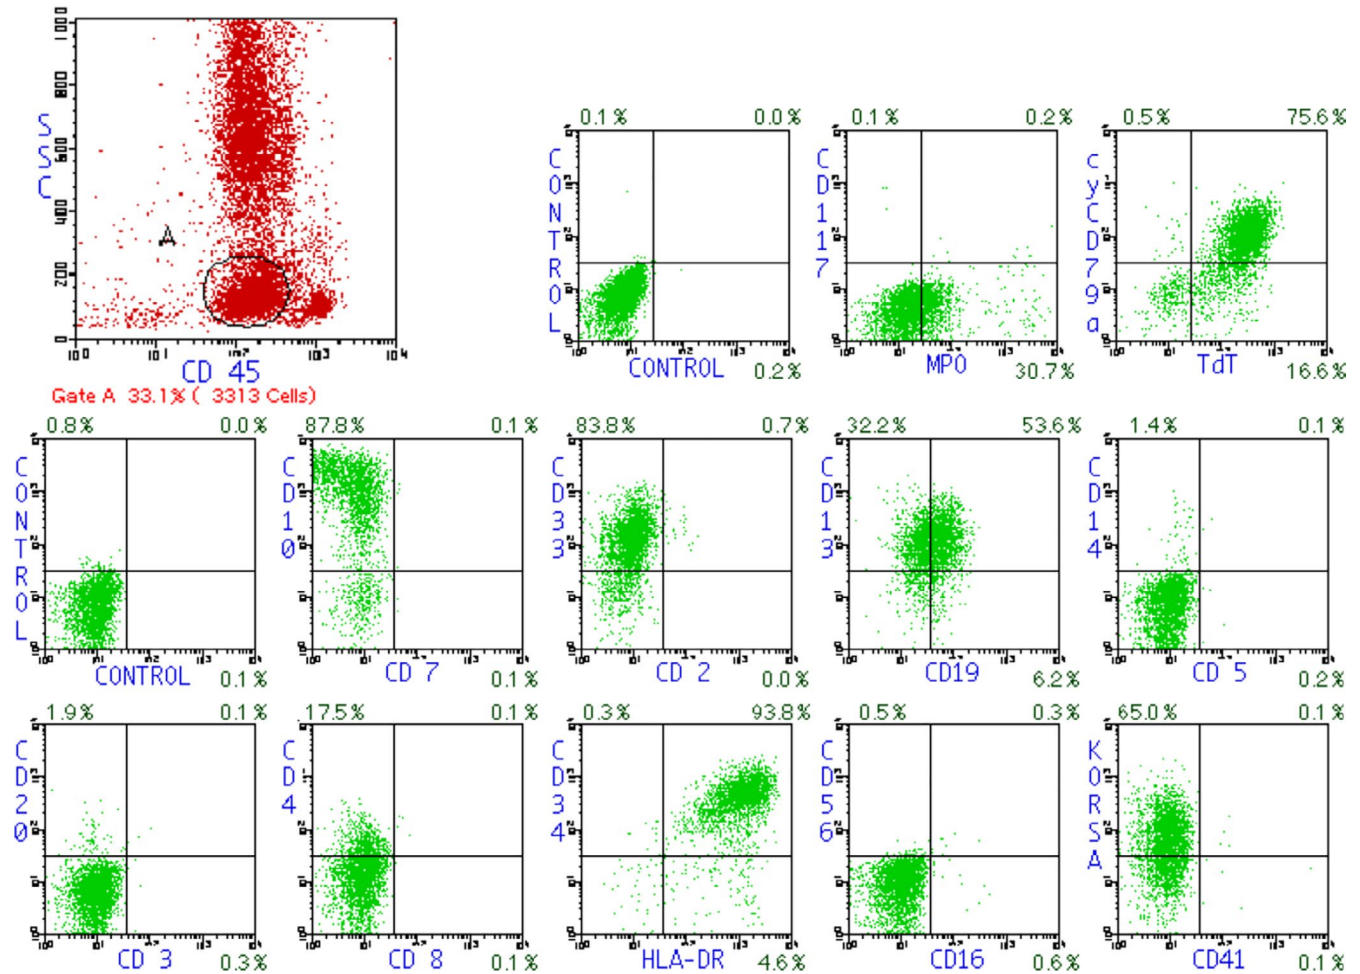 1000
800
600
400
200
0
SSC
A
10⁰ 10¹ 10² 10³ 10⁴
CD 45
Gate A 33.1% ( 3313 Cells)
0.1% 0.0%
CONTROL
CONTROL
0.2%
0.1% 0.2%
CD117
MPO
30.7%
0.5% 75.6%
cyCD79a
TdT
16.6%
0.8% 0.0%
CONTROL
CONTROL
0.1%
87.8% 0.1%
CD10
CD 7
0.1%
83.8% 0.7%
CD33
CD 2
0.0%
32.2% 53.6%
CD13
CD19
6.2%
1.4% 0.1%
CD14
CD 5
0.2%
1.9% 0.1%
CD20
CD 3
0.3%
17.5% 0.1%
CD4
CD 8
0.1%
0.3% 93.8%
CD34
HLA-DR
4.6%
0.5% 0.3%
CD56
CD16
0.6%
65.0% 0.1%
KORSA
CD41
0.1%